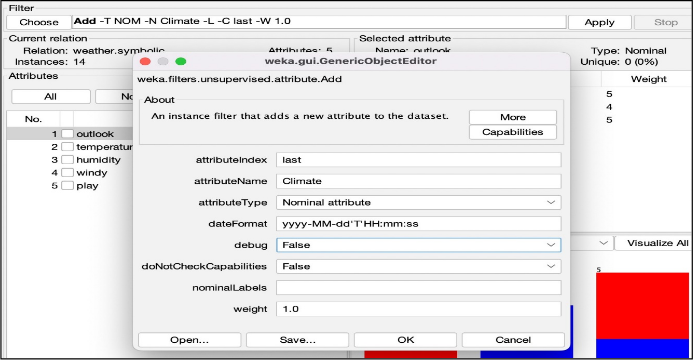 Filter
Choose Add -T NOM -N Climate -L -C last -W 1.0 Apply Stop
Current relation Selected attribute
Relation: weather.symbolic Attributes: 5 Name: outlook Type: Nominal
Instances: 14 Unique: 0 (0%)
weka.gui.GenericObjectEditor
Attributes Weight
weka.filters.unsupervised.attribute.Add
All No
5
About
4
An instance filter that adds a new attribute to the dataset. More
No. 5
Capabilities
1 outlook
2 temperatur
3 humidity
4 windy
5 play
attributeIndex last
attributeName Climate
attributeType Nominal attribute
dateFormat yyyy-MM-dd'T'HH:mm:ss
debug False
Visualize All
doNotCheckCapabilities False
5
nominalLabels
weight 1.0
Open... Save... OK Cancel